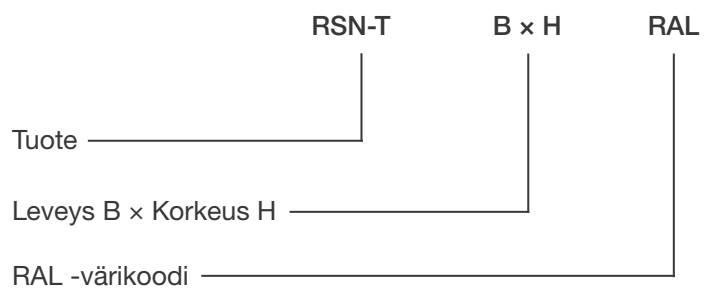 RSN-T B × H RAL
Tuote
Leveys B × Korkeus H
RAL -värikoodi